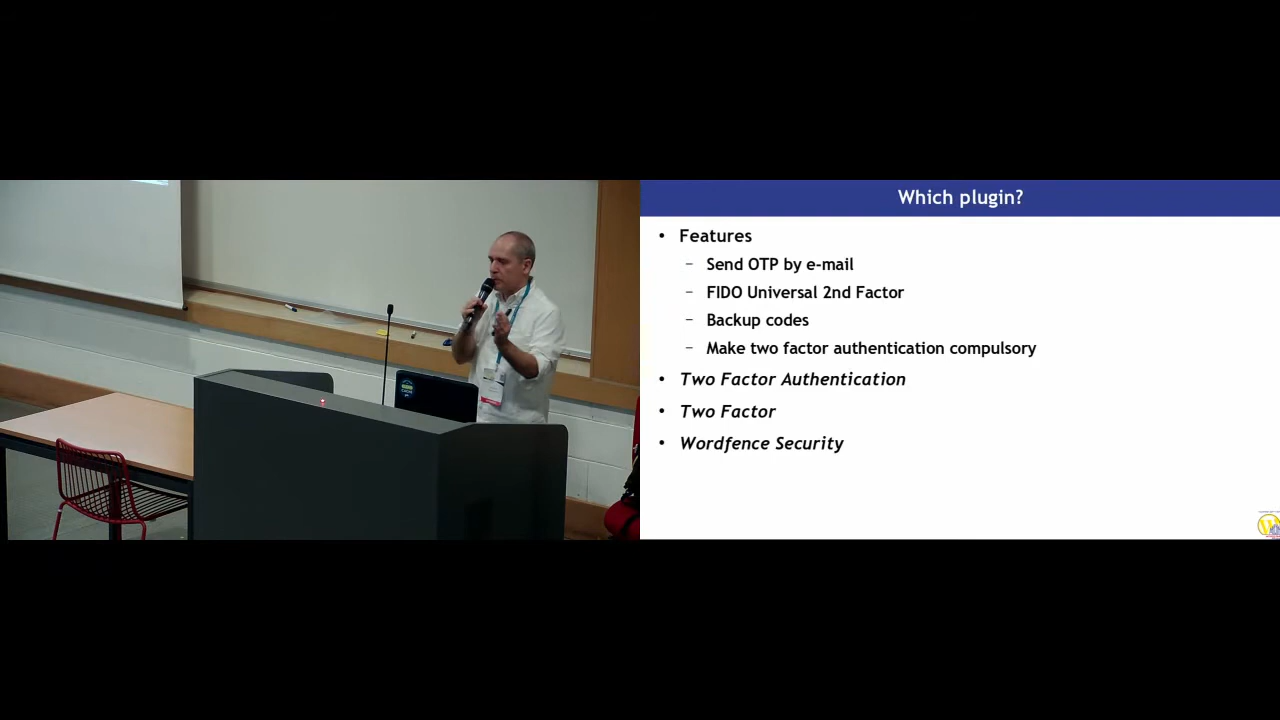 Which plugin?
• Features
– Send OTP by e-mail
– FIDO Universal 2nd Factor
– Backup codes
– Make two factor authentication compulsory
• Two Factor Authentication
• Two Factor
• Wordfence Security